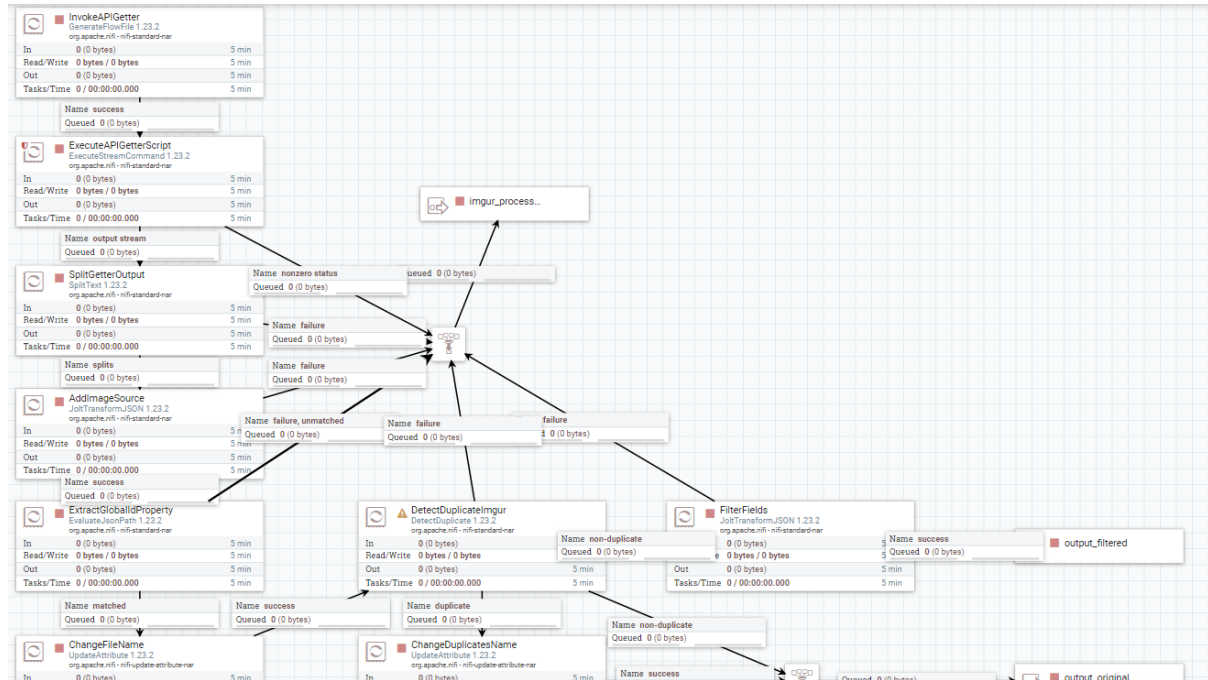 InvokeAPIGetter
GenerateFlowFile 1.23.2
org.apache.nifi - nifi-standard-nar
In 0 (0 bytes) 5 min
Read/Write 0 bytes / 0 bytes 5 min
Out 0 (0 bytes) 5 min
Tasks/Time 0 / 00:00:00.000 5 min
Name success
Queued 0 (0 bytes)
ExecuteAPIGetterScript
ExecuteStreamCommand 1.23.2
org.apache.nifi - nifi-standard-nar
In 0 (0 bytes) 5 min
Read/Write 0 bytes / 0 bytes 5 min
Out 0 (0 bytes) 5 min
Tasks/Time 0 / 00:00:00.000 5 min
imgur_process...
Name output stream
Queued 0 (0 bytes)
SplitGetterOutput
SplitText 1.23.2
org.apache.nifi - nifi-standard-nar
In 0 (0 bytes) 5 min
Read/Write 0 bytes / 0 bytes 5 min
Out 0 (0 bytes) 5 min
Tasks/Time 0 / 00:00:00.000 5 min
Name nonzero status
Queued 0 (0 bytes)
ueued 0 (0 bytes)
Name failure
Queued 0 (0 bytes)
Name splits
Queued 0 (0 bytes)
Name failure
Queued 0 (0 bytes)
AddImageSource
JoltTransformJSON 1.23.2
org.apache.nifi - nifi-standard-nar
In 0 (0 bytes) 5 m
Read/Write 0 bytes / 0 bytes 5 min
Out 0 (0 bytes) 5 min
Tasks/Time 0 / 00:00:00.000 5 min
Name failure, unmatched
Queued 0 (0 bytes)
Name failure
Queued 0 (0 bytes)
failure
0 (0 bytes)
Name success
Queued 0 (0 bytes)
ExtractGlobalIdProperty
EvaluateJsonPath 1.23.2
org.apache.nifi - nifi-standard-nar
In 0 (0 bytes) 5 min
Read/Write 0 bytes / 0 bytes 5 min
Out 0 (0 bytes) 5 min
Tasks/Time 0 / 00:00:00.000 5 min
DetectDuplicateImgur
DetectDuplicate 1.23.2
org.apache.nifi - nifi-standard-nar
In 0 (0 bytes)
Read/Write 0 bytes / 0 bytes
Out 0 (0 bytes) 5 min
Tasks/Time 0 / 00:00:00.000 5 min
Name non-duplicate
Queued 0 (0 bytes)
FilterFields
JoltTransformJSON 1.23.2
org.apache.nifi - nifi-standard-nar
0 (0 bytes) 5
0 bytes / 0 bytes 5
Out 0 (0 bytes) 5 min
Tasks/Time 0 / 00:00:00.000 5 min
Name success
Queued 0 (0 bytes)
output_filtered
Name matched
Queued 0 (0 bytes)
Name success
Queued 0 (0 bytes)
Name duplicate
Queued 0 (0 bytes)
Name non-duplicate
Queued 0 (0 bytes)
ChangeFileName
UpdateAttribute 1.23.2
org.apache.nifi - nifi-update-attribute-nar
In 0 (0 bytes) 5 min
ChangeDuplicatesName
UpdateAttribute 1.23.2
org.apache.nifi - nifi-update-attribute-nar
In 0 (0 bytes) 5 min
Name success
Queued 0 (0 bytes)
output_original